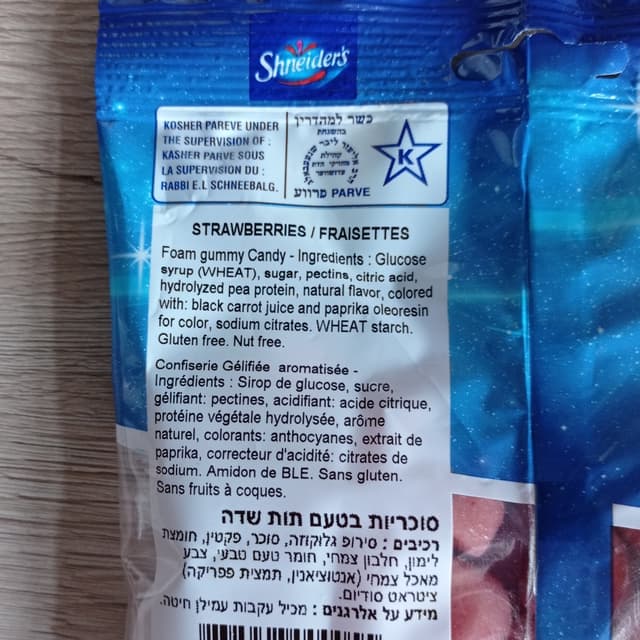 Shneider's
KOSHER PAREVE UNDER
THE SUPERVISION OF :
KASHER PARVE SOUS
LA SUPERVISION DU :
RABBI E.L SCHNEEBALG.
כשר למהדרין
בהשגחת
קהילת
פרווע PARVE
K
STRAWBERRIES / FRAISETTES
Foam gummy Candy - Ingredients : Glucose
syrup (WHEAT), sugar, pectins, citric acid,
hydrolyzed pea protein, natural flavor, colored
with: black carrot juice and paprika oleoresin
for color, sodium citrates. WHEAT starch.
Gluten free. Nut free.
Confiserie Gélifiée aromatisée -
Ingrédients : Sirop de glucose, sucre,
gélifiant: pectines, acidifiant: acide citrique,
protéine végétale hydrolysée, arôme
naturel, colorants: anthocyanes, extrait de
paprika, correcteur d'acidité: citrates de
sodium. Amidon de BLE. Sans gluten.
Sans fruits à coques.
סוכריות בטעם תות שדה
רכיבים : סירופ גלוקוזה, סוכר, פקטין, חומצת
לימון, חלבון צמחי, חומר טעם טבעי, צבע
מאכל צמחי (אנטוציאנין, תמצית פפריקה)
ציטראט סודיום.
מידע על אלרגנים : מכיל עקבות עמילן חיטה.